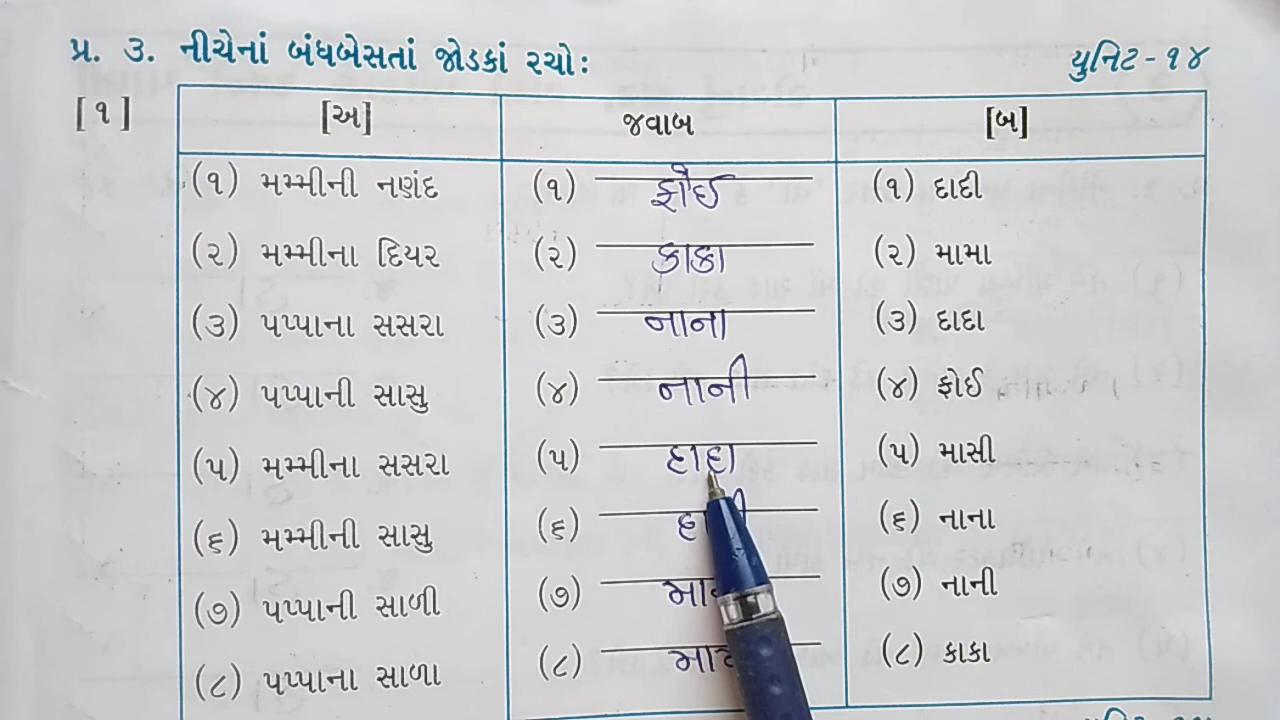 પ્ર. ૩. નીચેનાં બંધબેસતાં જોડકાં રચો: યુનિટ - ૧૪
[૧] [અ] જવાબ [બ]
(૧) મમ્મીની નણંદ (૧) ફોઈ (૧) દાદી
(૨) મમ્મીના દિયર (૨) કાકા (૨) મામા
(૩) પપ્પાના સસરા (૩) નાના (૩) દાદા
(૪) પપ્પાની સાસુ (૪) નાની (૪) ફોઈ
(૫) મમ્મીના સસરા (૫) દાદા (૫) માસી
(૬) મમ્મીની સાસુ (૬) (૬) નાના
(૭) પપ્પાની સાળી (૭) (૭) નાની
(૮) પપ્પાના સાળા (૮) (૮) કાકા